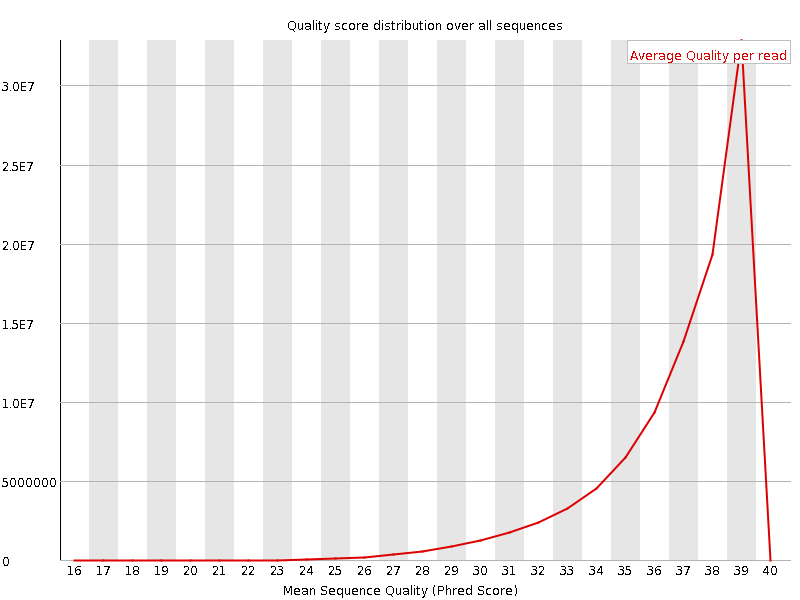 Quality score distribution over all sequences
Average Quality per read
3.0E7
2.5E7
2.0E7
1.5E7
1.0E7
5000000
0
16 17 18 19 20 21 22 23 24 25 26 27 28 29 30 31 32 33 34 35 36 37 38 39 40
Mean Sequence Quality (Phred Score)